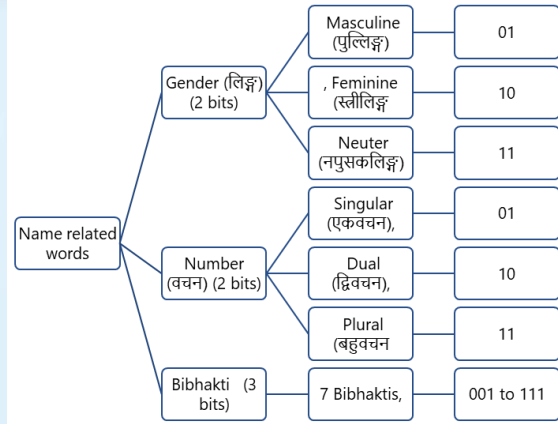 Name related
words
Gender (लिङ्ग)
(2 bits)
Masculine
(पुल्लिङ्ग)
01
, Feminine
(स्त्रीलिङ्ग
10
Neuter
(नपुसकलिङ्ग)
11
Number
(वचन) (2 bits)
Singular
(एकवचन),
01
Dual
(द्विवचन),
10
Plural
(बहुवचन
11
Bibhakti (3
bits)
7 Bibhaktis,
001 to 111